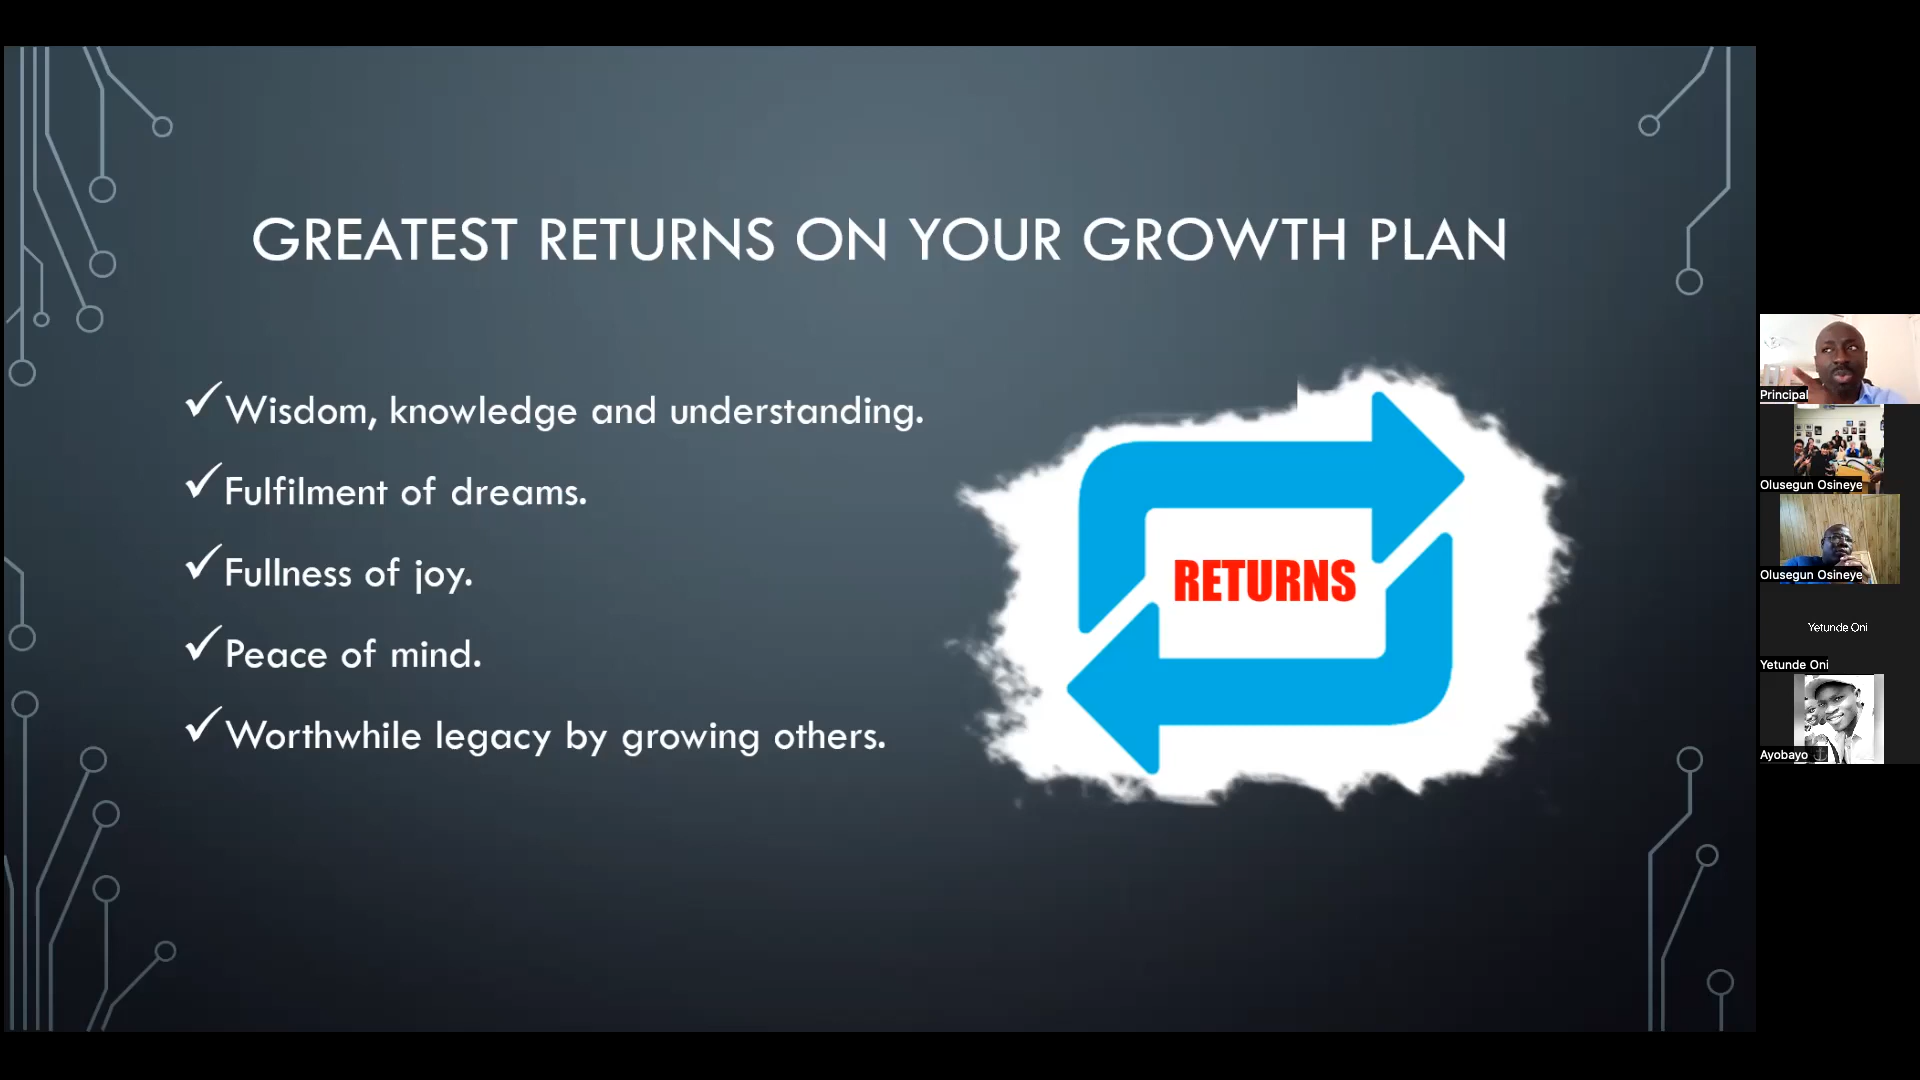 GREATEST RETURNS ON YOUR GROWTH PLAN
Wisdom, knowledge and understanding.
Fulfilment of dreams.
Fullness of joy.
Peace of mind.
Worthwhile legacy by growing others.
RETURNS
Principal
Olusegun Osineye
Olusegun Osineye
Yetunde Oni
Yetunde Oni
Ayobayo